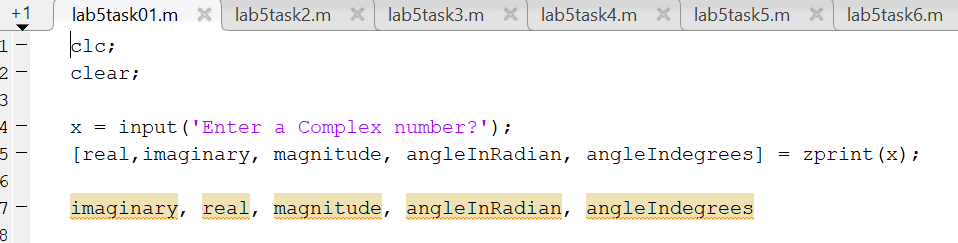 +1 lab5task01.m lab5task2.m lab5task3.m lab5task4.m lab5task5.m lab5task6.m
1 clc;
2 clear;
3
4 x = input('Enter a Complex number?');
5 [real,imaginary, magnitude, angleInRadian, angleIndegrees] = zprint(x);
6
7 imaginary, real, magnitude, angleInRadian, angleIndegrees
8